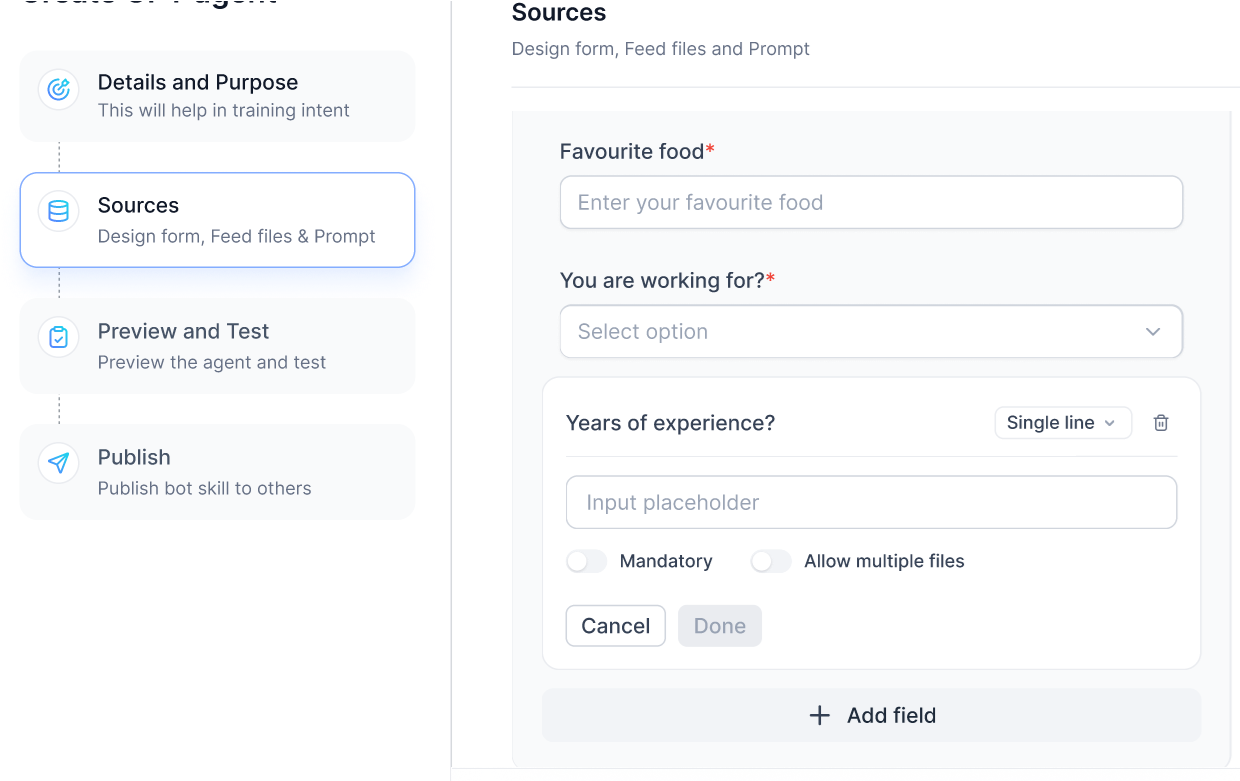 Details and Purpose
This will help in training intent
Sources
Design form, Feed files & Prompt
Preview and Test
Preview the agent and test
Publish
Publish bot skill to others
Sources
Design form, Feed files and Prompt
Favourite food*
Enter your favourite food
You are working for?*
Select option
Years of experience?
Single line
Input placeholder
Mandatory
Allow multiple files
Cancel
Done
Add field